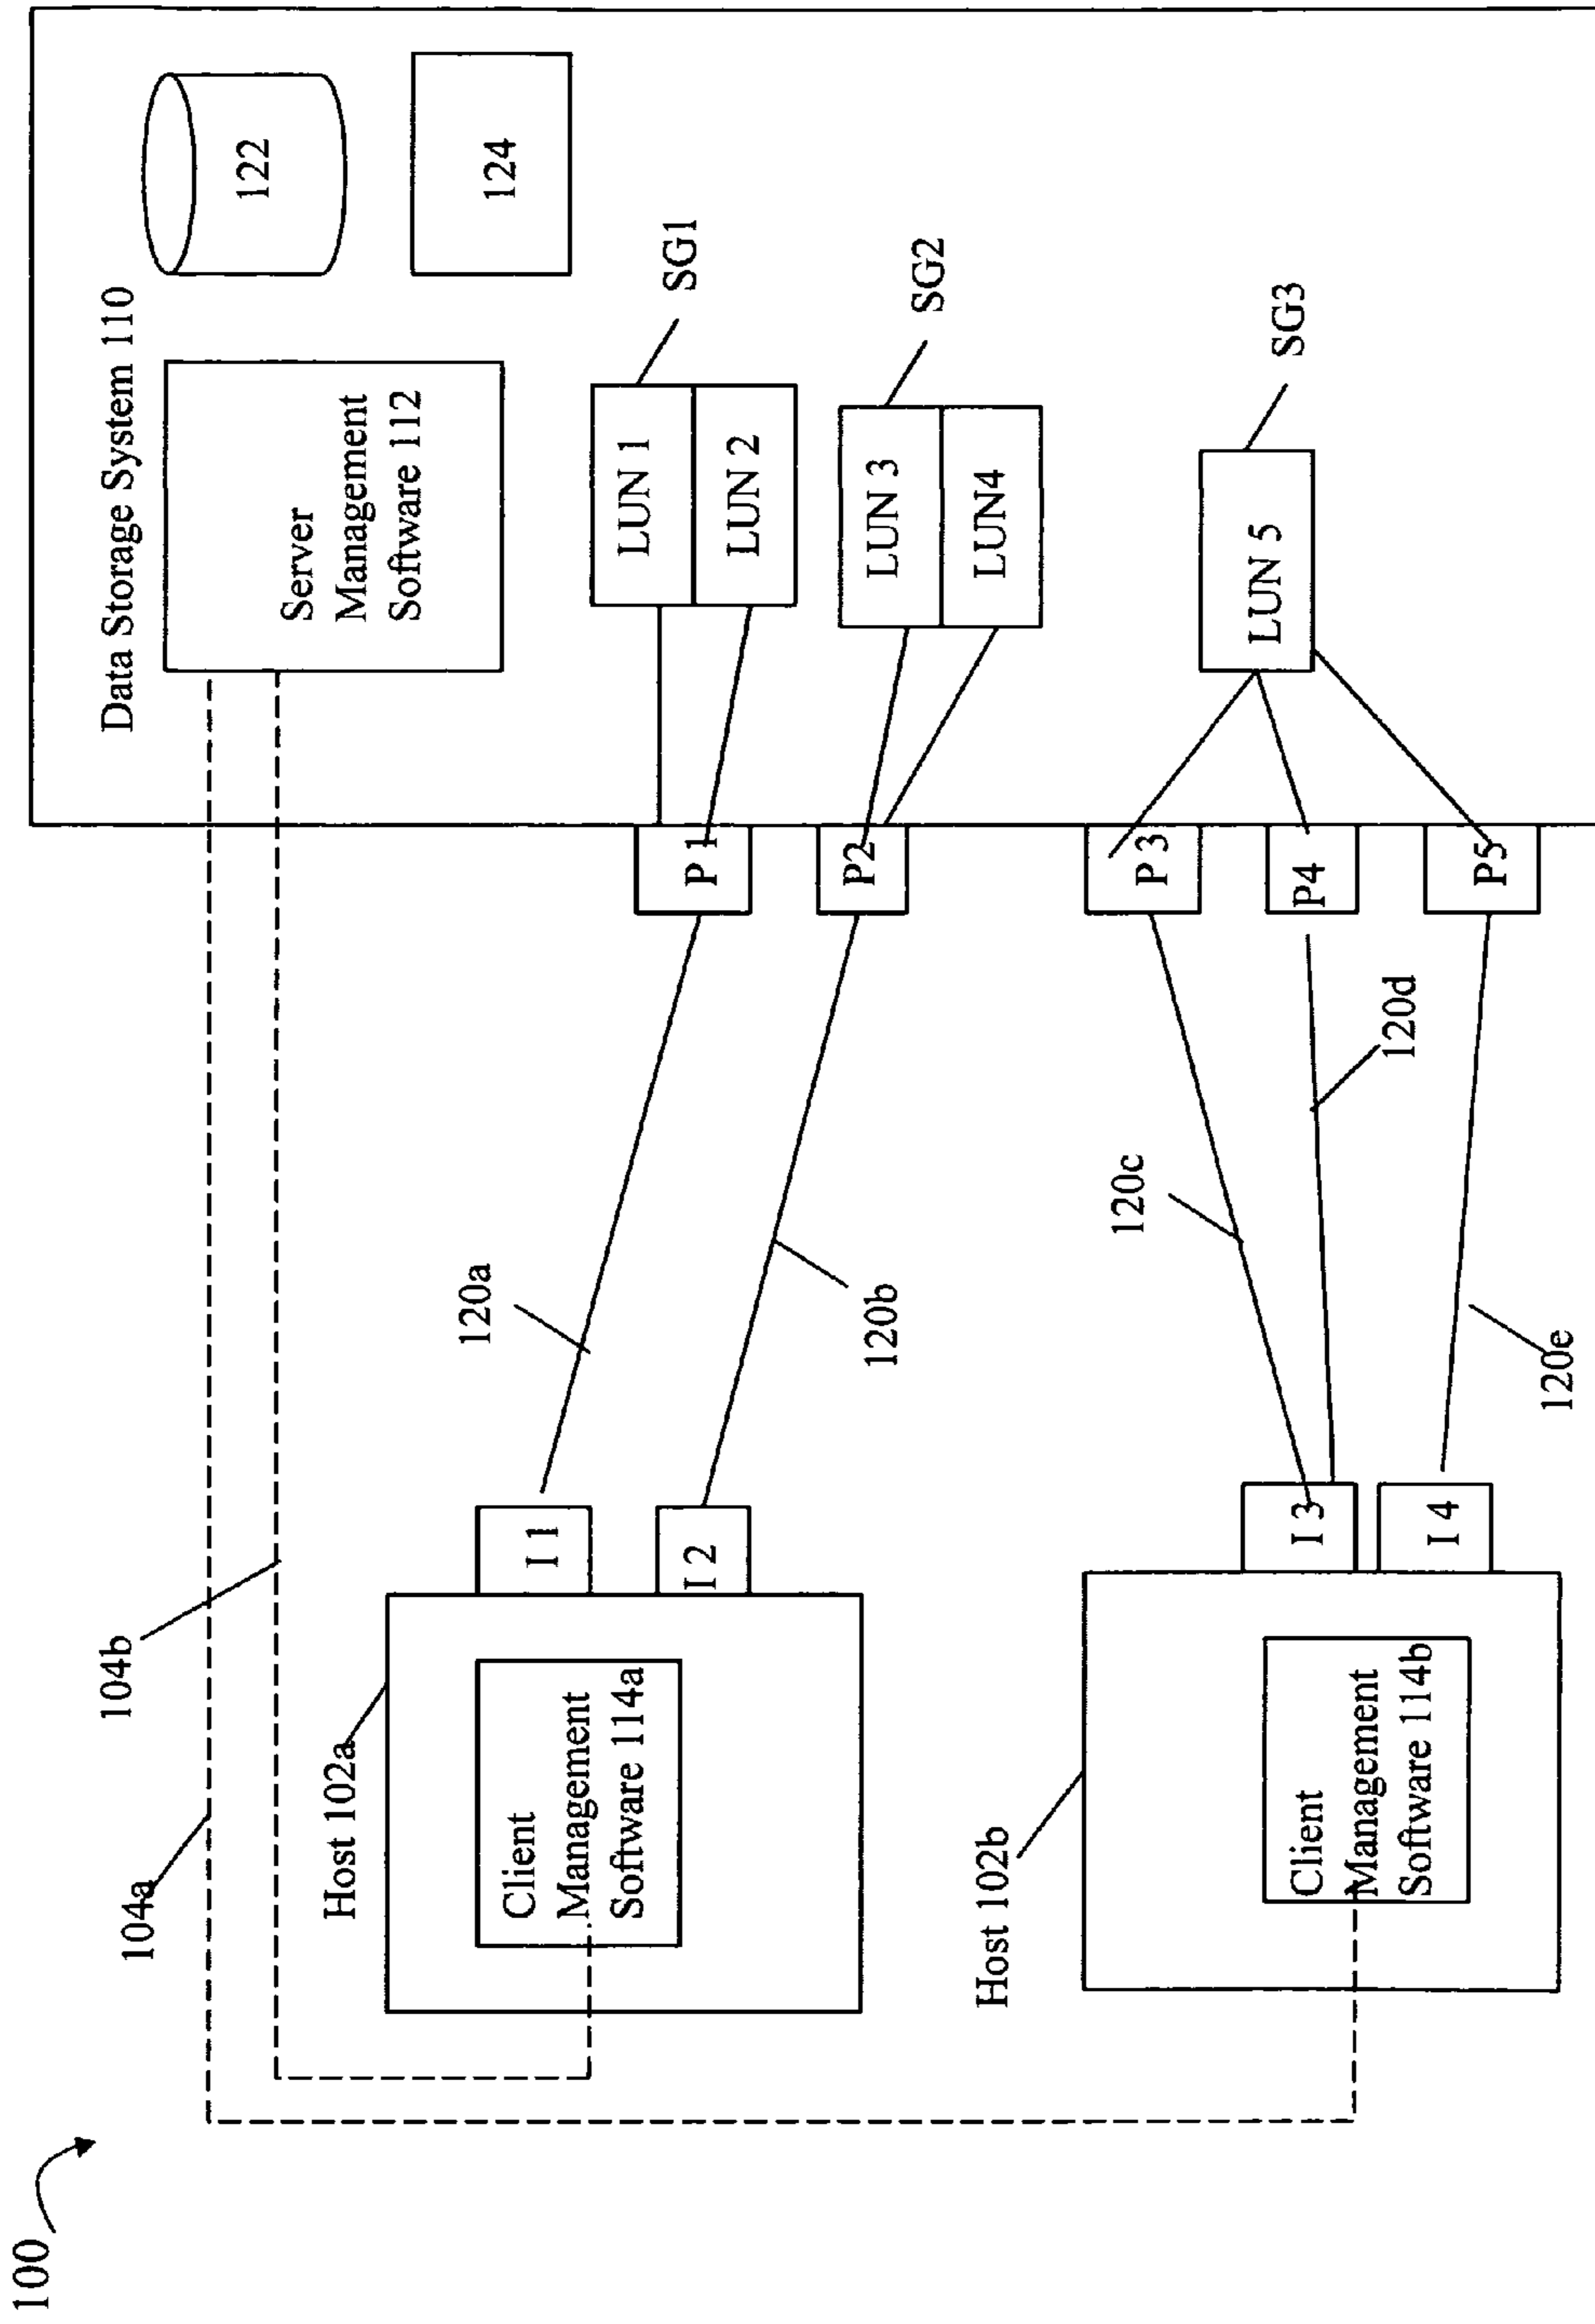 100
104a
104b
Data Storage System 110
Server
Management
Software 112
122
124
Host 102a
Client
Management
Software 114a
I 1
I 2
120a
120b
P 1
P2
LUN 1
LUN 2
SG1
LUN 3
LUN4
SG2
Host 102b
Client
Management
Software 114b
I 3
I 4
120c
120d
120e
P 3
P4
P5
LUN 5
SG3